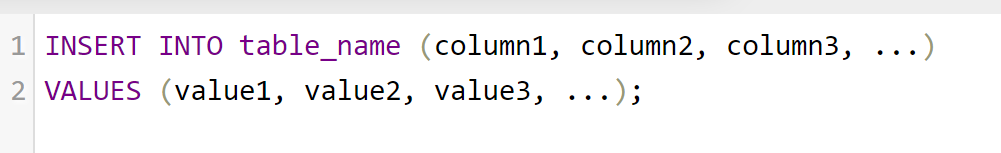 1 INSERT INTO table_name (column1, column2, column3, ...)
2 VALUES (value1, value2, value3, ...);